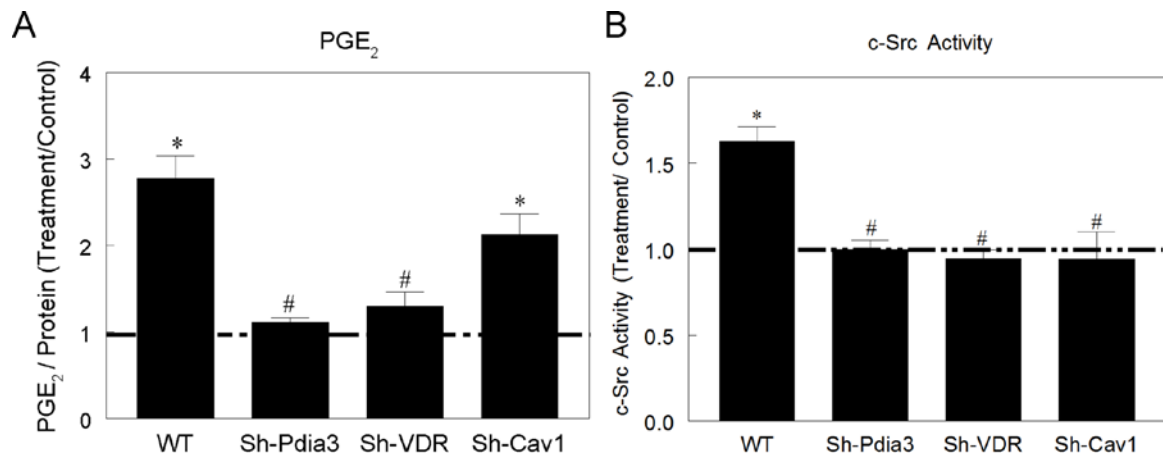 A
PGE₂
PGE₂ / Protein (Treatment/Control)
4
3
2
1
0
*
#
#
*
WT
Sh-Pdia3
Sh-VDR
Sh-Cav1
B
c-Src Activity
c-Src Activity (Treatment/ Control)
2.0
1.5
1.0
0.5
0.0
*
#
#
#
WT
Sh-Pdia3
Sh-VDR
Sh-Cav1